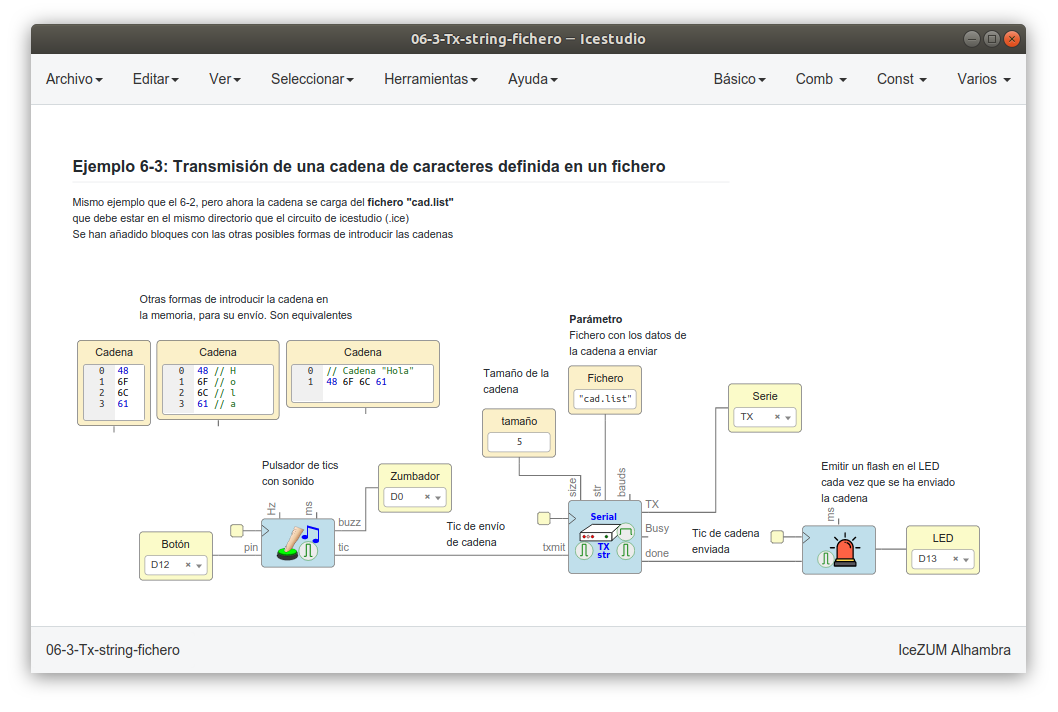 06-3-Tx-string-fichero — Icestudio
Archivo Editar Ver Seleccionar Herramientas Ayuda Básico Comb Const Varios
Ejemplo 6-3: Transmisión de una cadena de caracteres definida en un fichero
Mismo ejemplo que el 6-2, pero ahora la cadena se carga del fichero "cad.list"
que debe estar en el mismo directorio que el circuito de icestudio (.ice)
Se han añadido bloques con las otras posibles formas de introducir las cadenas
Otras formas de introducir la cadena en
la memoria, para su envío. Son equivalentes
Cadena
0 48
1 6F
2 6C
3 61
Cadena
0 48 // H
1 6F // o
2 6C // l
3 61 // a
Cadena
0 // Cadena "Hola"
1 48 6F 6C 61
Parámetro
Fichero con los datos de
la cadena a enviar
Tamaño de la
cadena
Fichero
"cad.list"
tamaño
5
Serie
TX
Pulsador de tics
con sonido
Zumbador
D0
Botón
D12
Hz
ms
pin
buzz
tic
Tic de envío
de cadena
size
str
bauds
txmit
Serial
TX
str
TX
Busy
done
Tic de cadena
enviada
Emitir un flash en el LED
cada vez que se ha enviado
la cadena
ms
LED
D13
06-3-Tx-string-fichero
IceZUM Alhambra